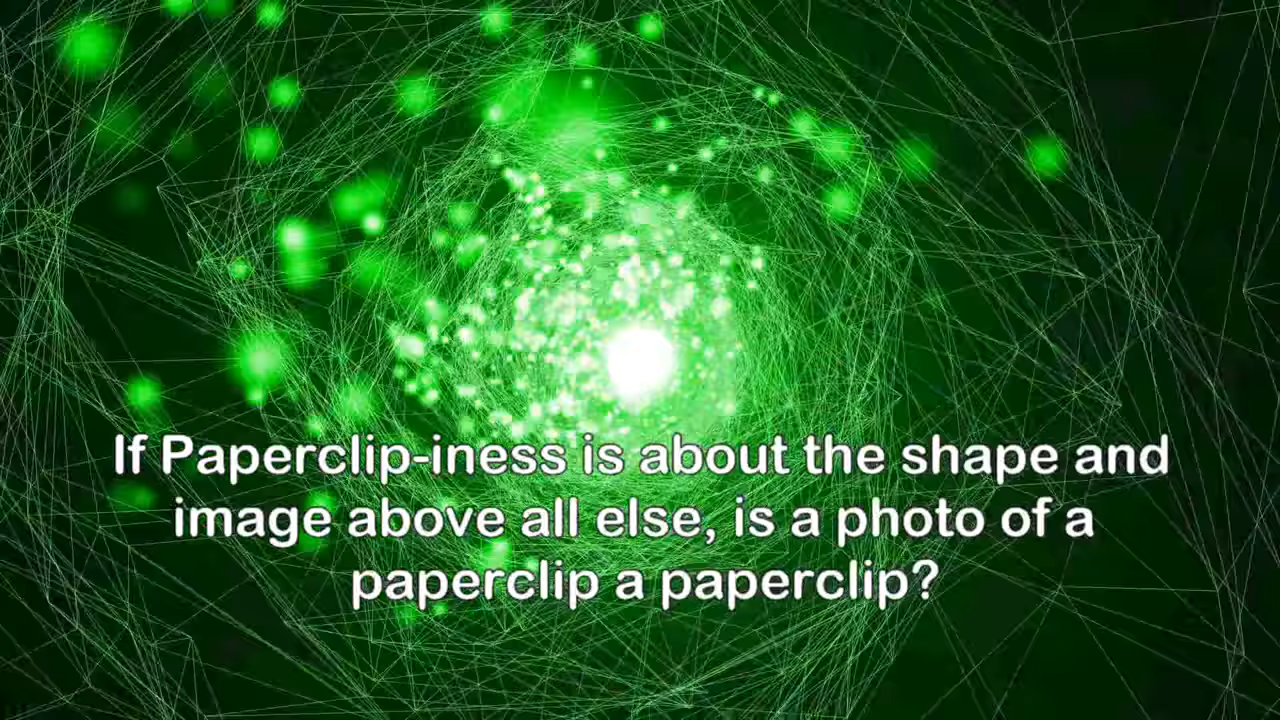 If Paperclip-iness is about the shape and
image above all else, is a photo of a
paperclip a paperclip?